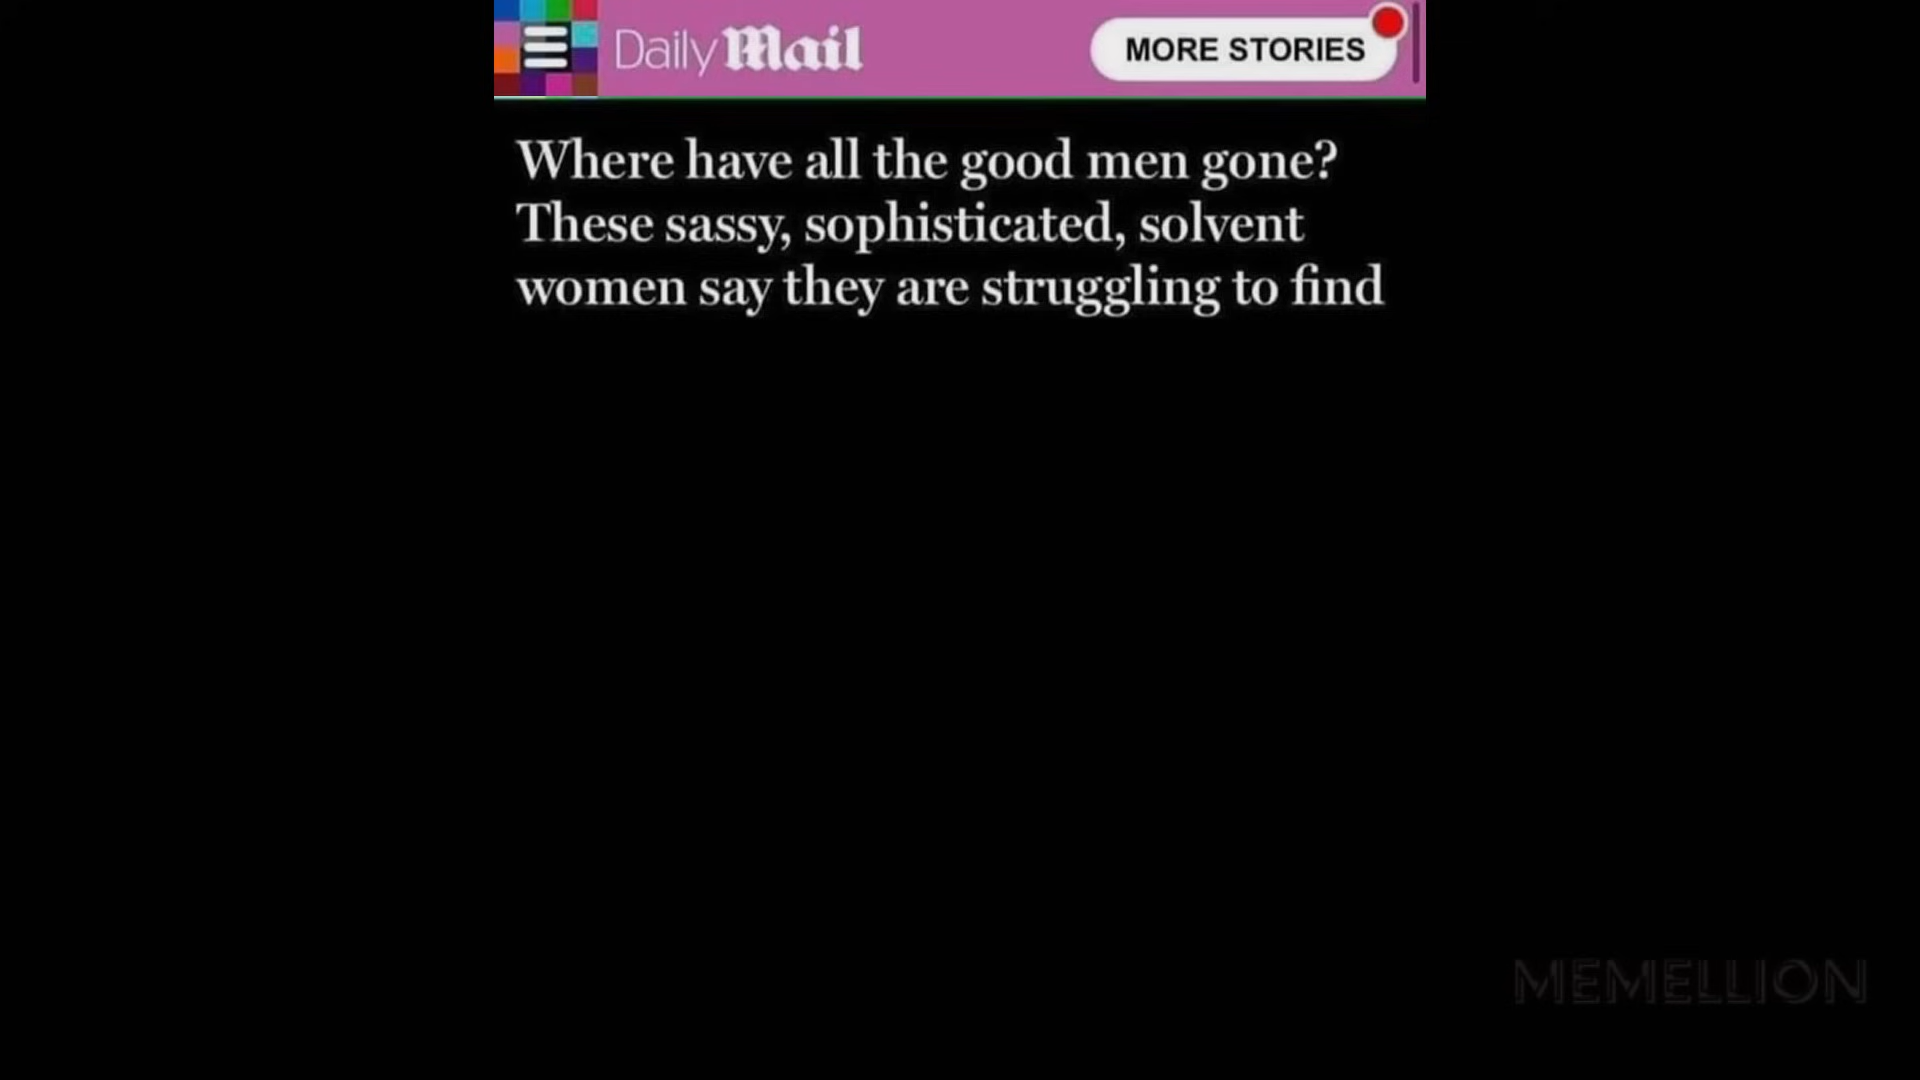 Daily Mail
MORE STORIES
Where have all the good men gone?
These sassy, sophisticated, solvent
women say they are struggling to find
MEMELLION